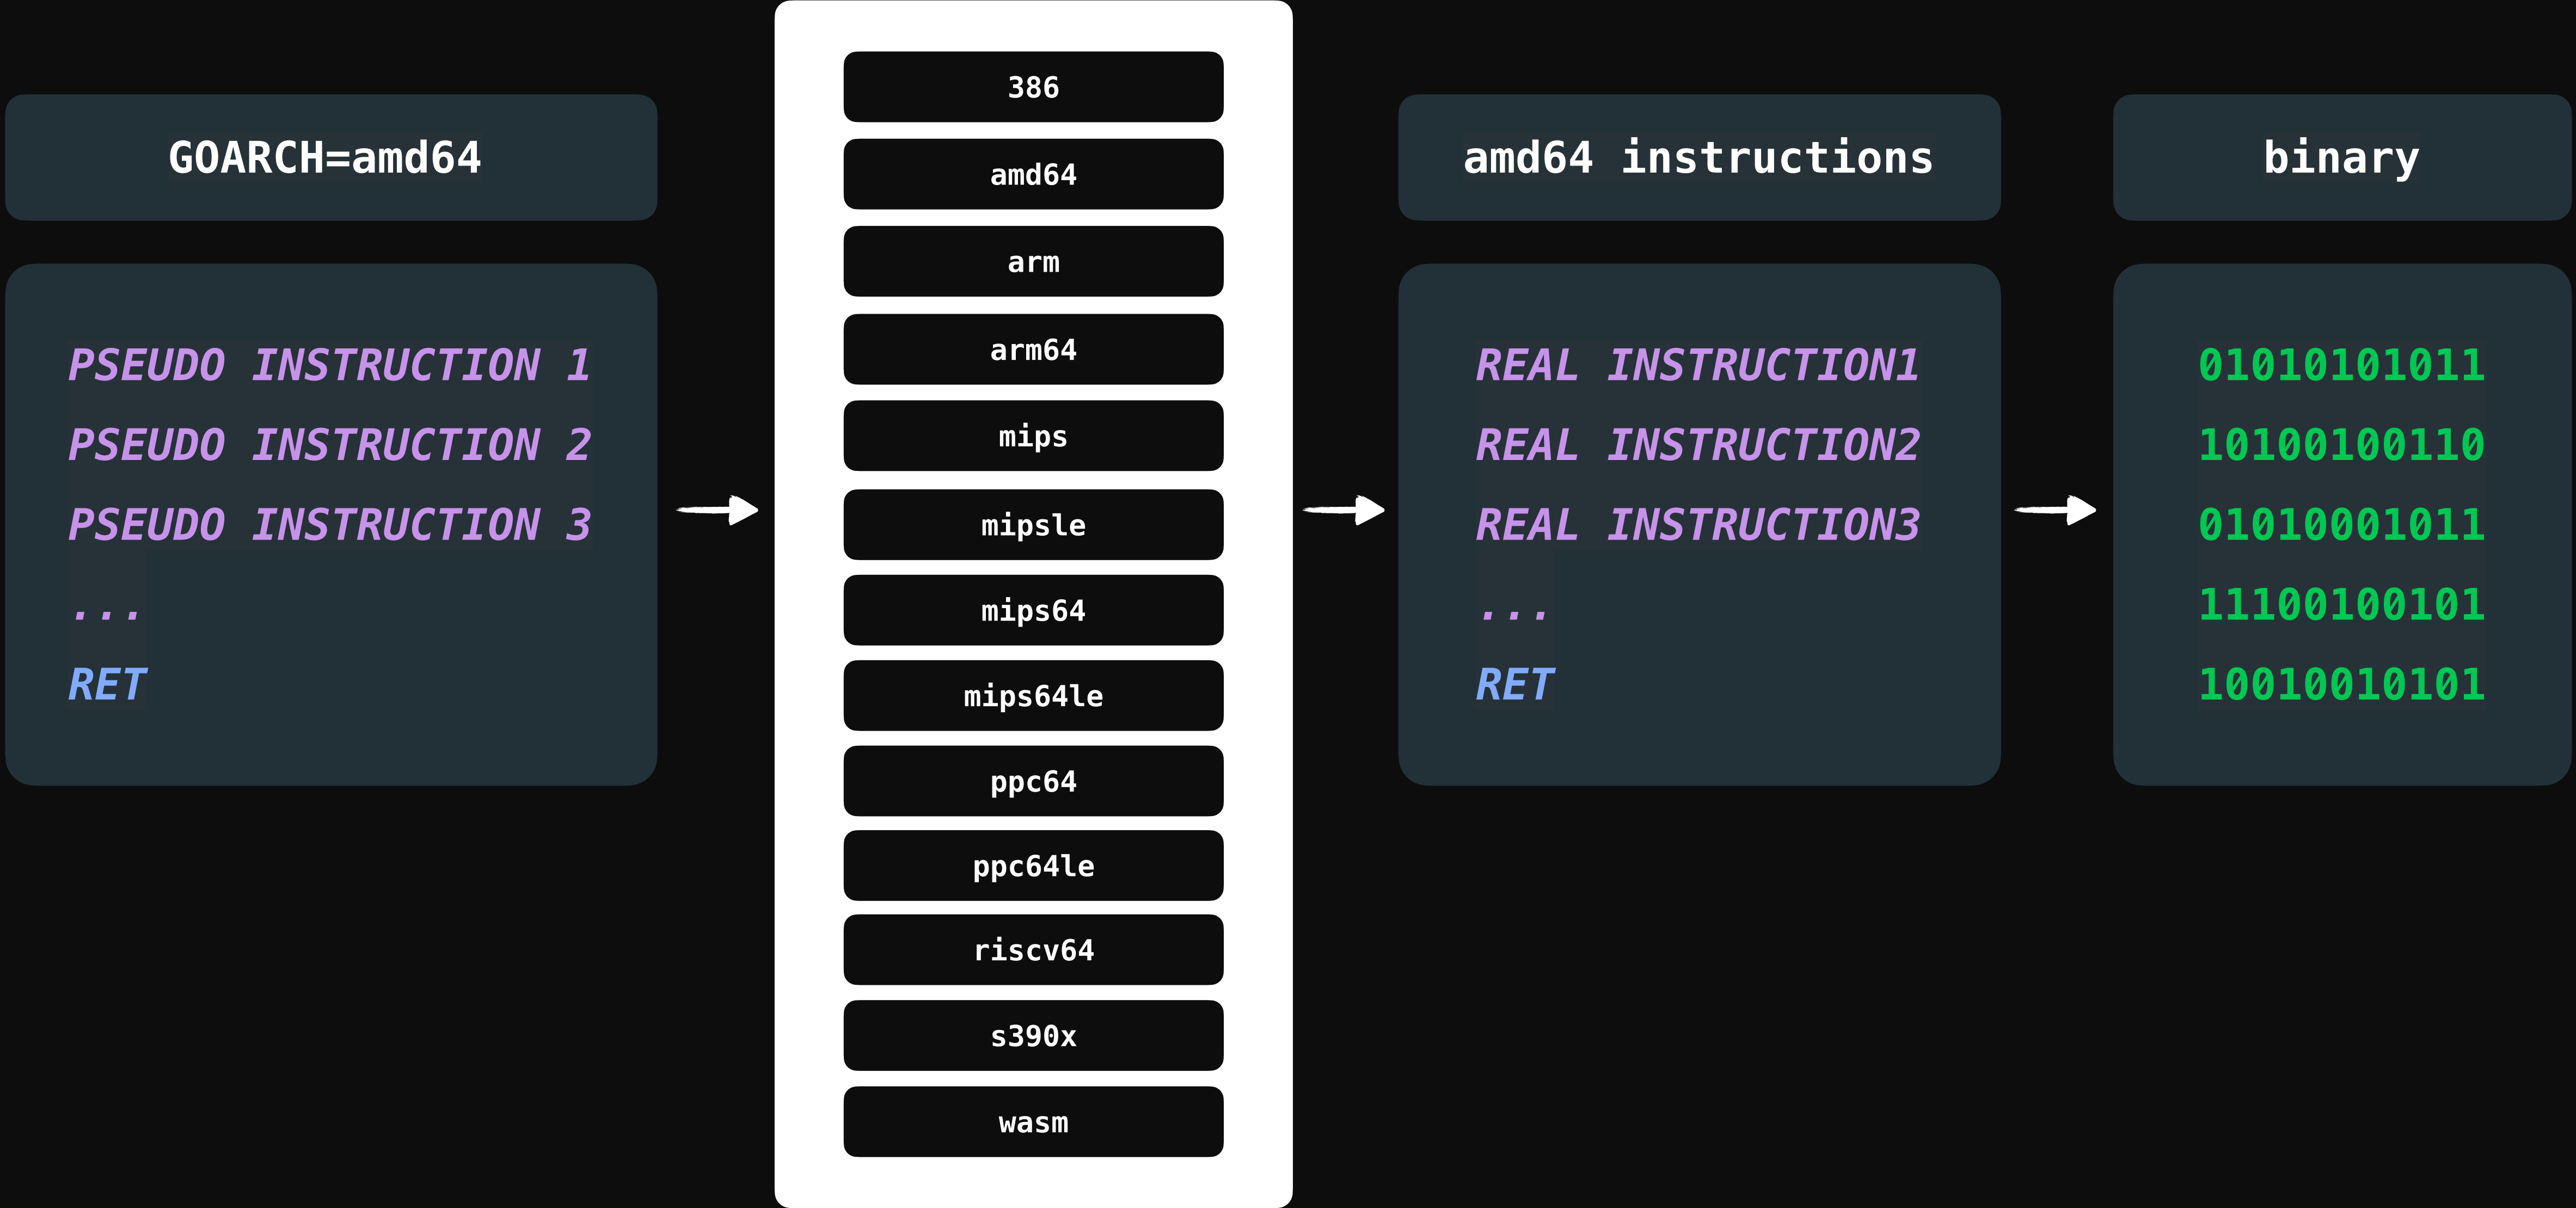 GOARCH=amd64
PSEUDO INSTRUCTION 1
PSEUDO INSTRUCTION 2
PSEUDO INSTRUCTION 3
...
RET
386
amd64
arm
arm64
mips
mipsle
mips64
mips64le
ppc64
ppc64le
riscv64
s390x
wasm
amd64 instructions
REAL INSTRUCTION1
REAL INSTRUCTION2
REAL INSTRUCTION3
...
RET
binary
01010101011
10100100110
01010001011
11100100101
10010010101